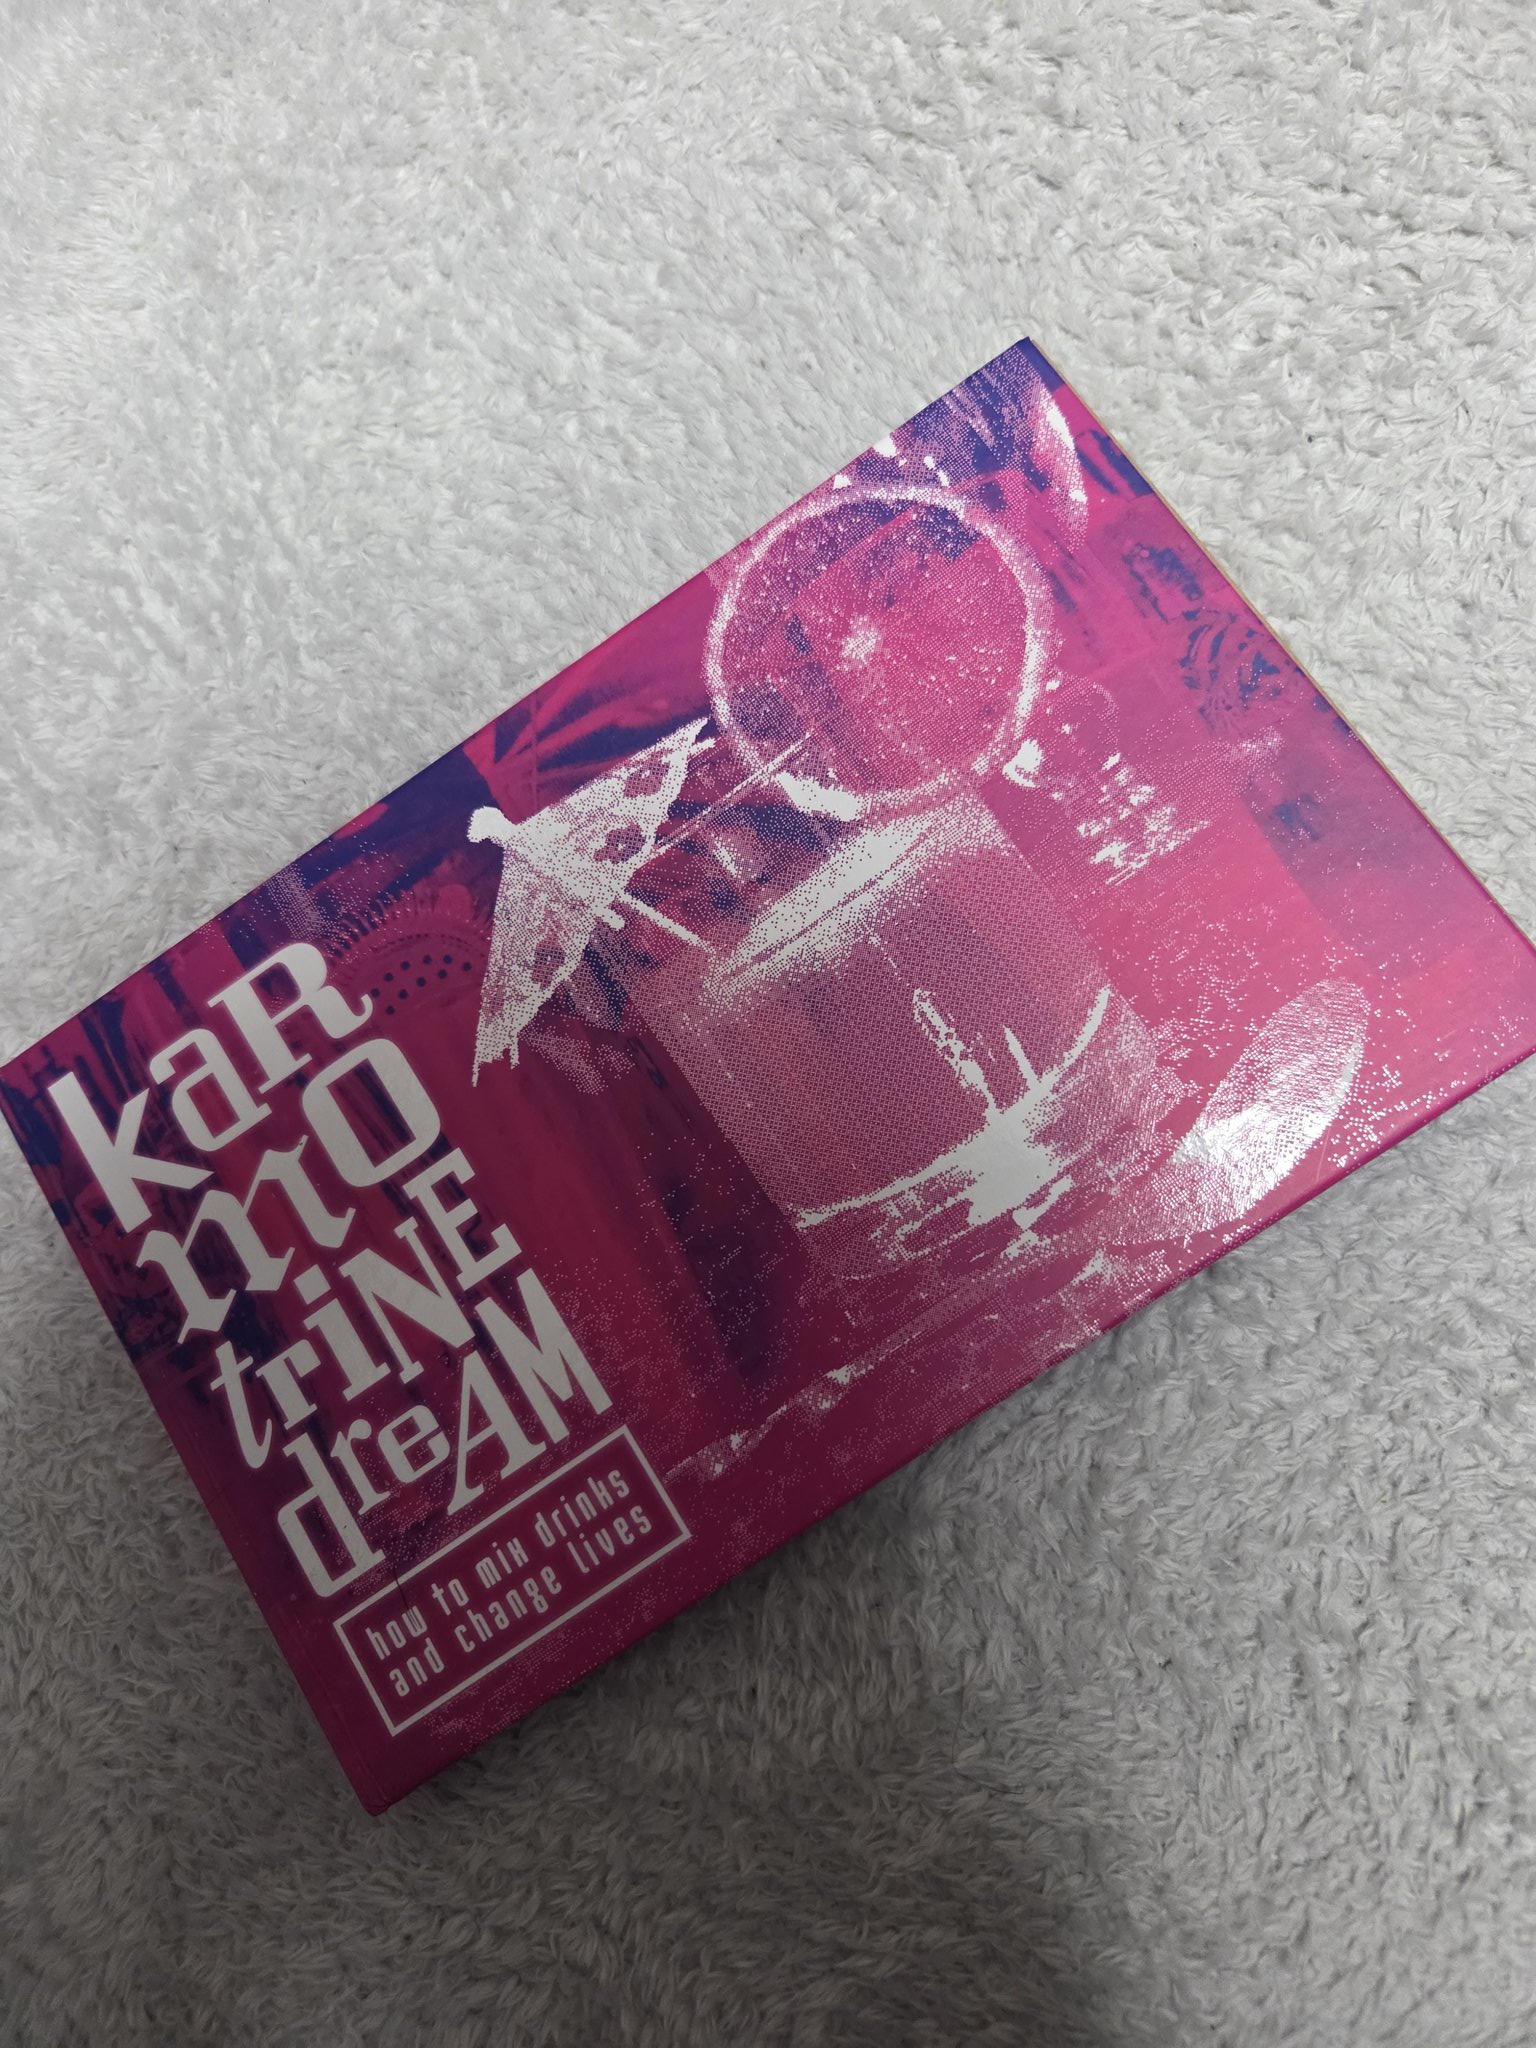 kaR
mO
triNE
dreAM
how to mix drinks
and change lives